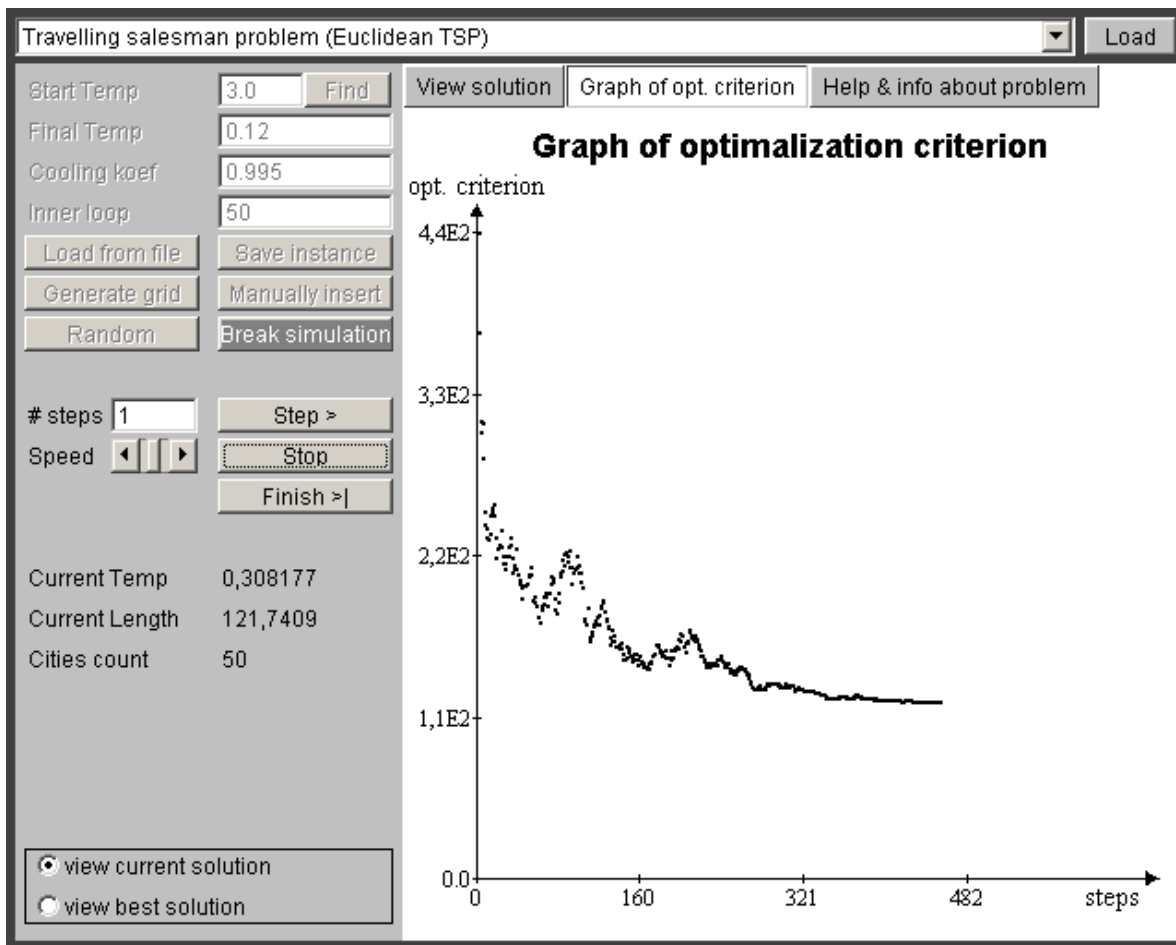 Travelling salesman problem (Euclidean TSP) Load
Start Temp 3.0 Find
Final Temp 0.12
Cooling koef 0.995
Inner loop 50
Load from file Save instance
Generate grid Manually insert
Random Break simulation
# steps 1 Step >
Speed Stop
Finish >|
Current Temp 0,308177
Current Length 121,7409
Cities count 50
view current solution
view best solution
View solution Graph of opt. criterion Help & info about problem
Graph of optimalization criterion
opt. criterion
4,4E2
3,3E2
2,2E2
1,1E2
0.0
0 160 321 482 steps